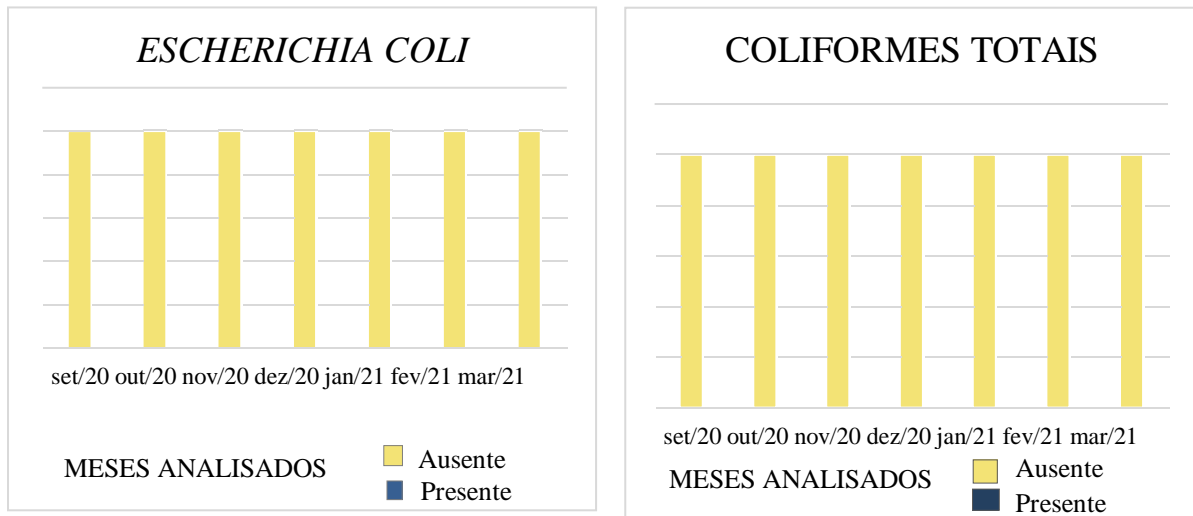 ESCHERICHIA COLI
set/20 out/20 nov/20 dez/20 jan/21 fev/21 mar/21
MESES ANALISADOS
Ausente
Presente
COLIFORMES TOTAIS
set/20 out/20 nov/20 dez/20 jan/21 fev/21 mar/21
MESES ANALISADOS
Ausente
Presente